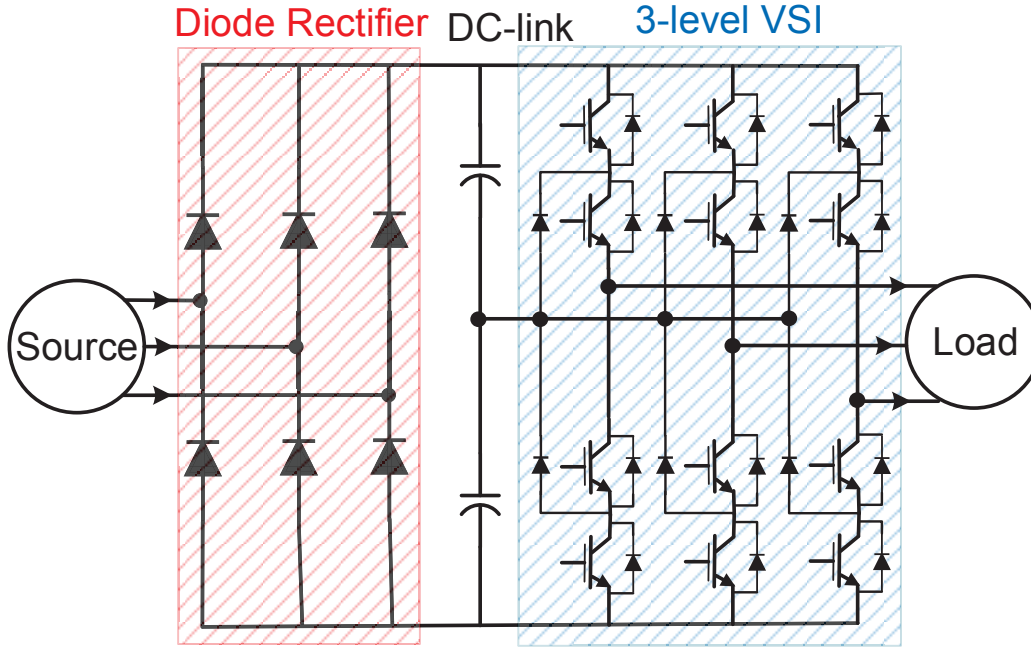 Diode Rectifier
DC-link
3-level VSI
Source
Load